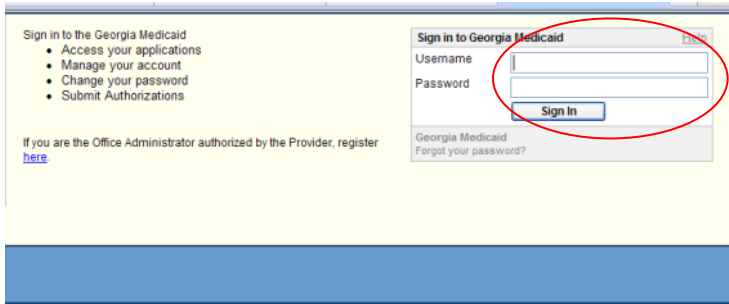 Sign in to the Georgia Medicaid
• Access your applications
• Manage your account
• Change your password
• Submit Authorizations
If you are the Office Administrator authorized by the Provider, register
here.
Sign in to Georgia Medicaid Help
Username
Password
Sign In
Georgia Medicaid
Forgot your password?